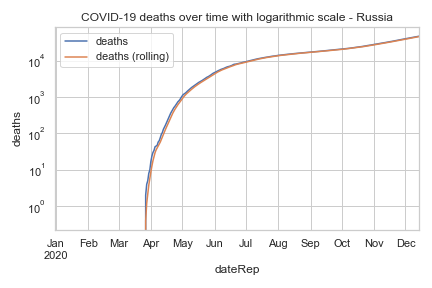 COVID-19 deaths over time with logarithmic scale - Russia
deaths
deaths (rolling)
10⁴
10³
10²
10¹
10⁰
deaths
Jan Feb Mar Apr May Jun Jul Aug Sep Oct Nov Dec
2020
dateRep